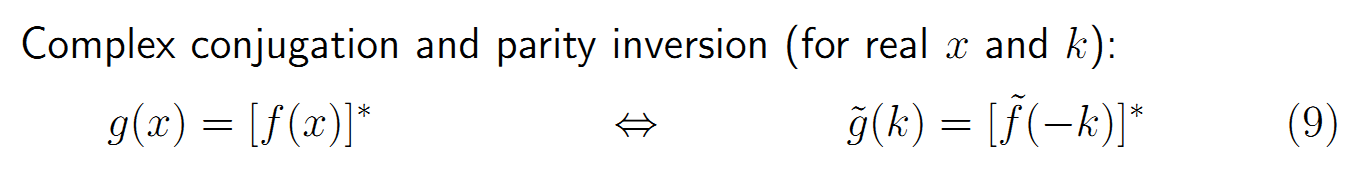 Complex conjugation and parity inversion (for real x and k):
g(x) = [f(x)]* ⇔ g̃(k) = [f̃(−k)]* (9)